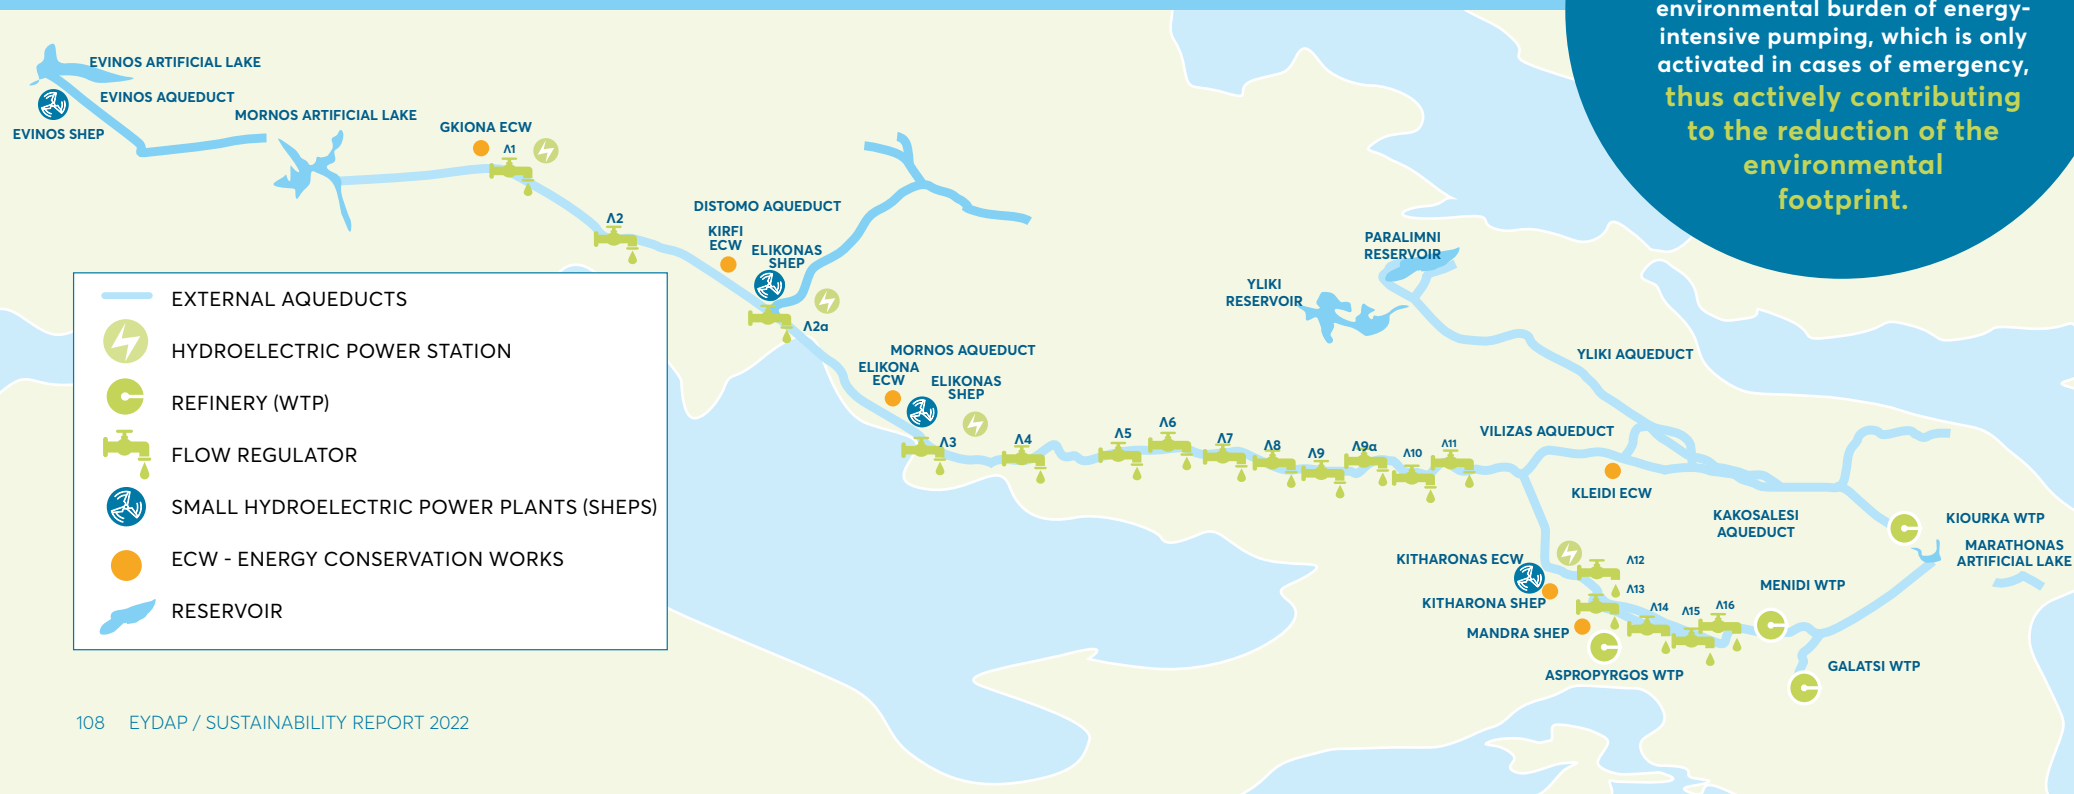 environmental burden of energy-
intensive pumping, which is only
activated in cases of emergency,
thus actively contributing
to the reduction of the
environmental
footprint.
EVINOS ARTIFICIAL LAKE
EVINOS AQUEDUCT
EVINOS SHEP
MORNOS ARTIFICIAL LAKE
GKIONA ECW
Λ1
Λ2
DISTOMO AQUEDUCT
KIRFI
ECW
ELIKONAS
SHEP
Λ2α
MORNOS AQUEDUCT
ELIKONA
ECW
ELIKONAS
SHEP
Λ3
Λ4
Λ5
Λ6
Λ7
Λ8
Λ9
Λ9α
Λ10
Λ11
PARALIMNI
RESERVOIR
YLIKI
RESERVOIR
YLIKI AQUEDUCT
VILIZAS AQUEDUCT
KLEIDI ECW
KAKOSALESI
AQUEDUCT
KIOURKA WTP
MARATHONAS
ARTIFICIAL LAKE
KITHARONAS ECW
Λ12
Λ13
KITHARONA SHEP
MENIDI WTP
Λ14
Λ15
Λ16
MANDRA SHEP
ASPROPYRGOS WTP
GALATSI WTP
EXTERNAL AQUEDUCTS
HYDROELECTRIC POWER STATION
REFINERY (WTP)
FLOW REGULATOR
SMALL HYDROELECTRIC POWER PLANTS (SHEPS)
ECW - ENERGY CONSERVATION WORKS
RESERVOIR
108 EYDAP / SUSTAINABILITY REPORT 2022